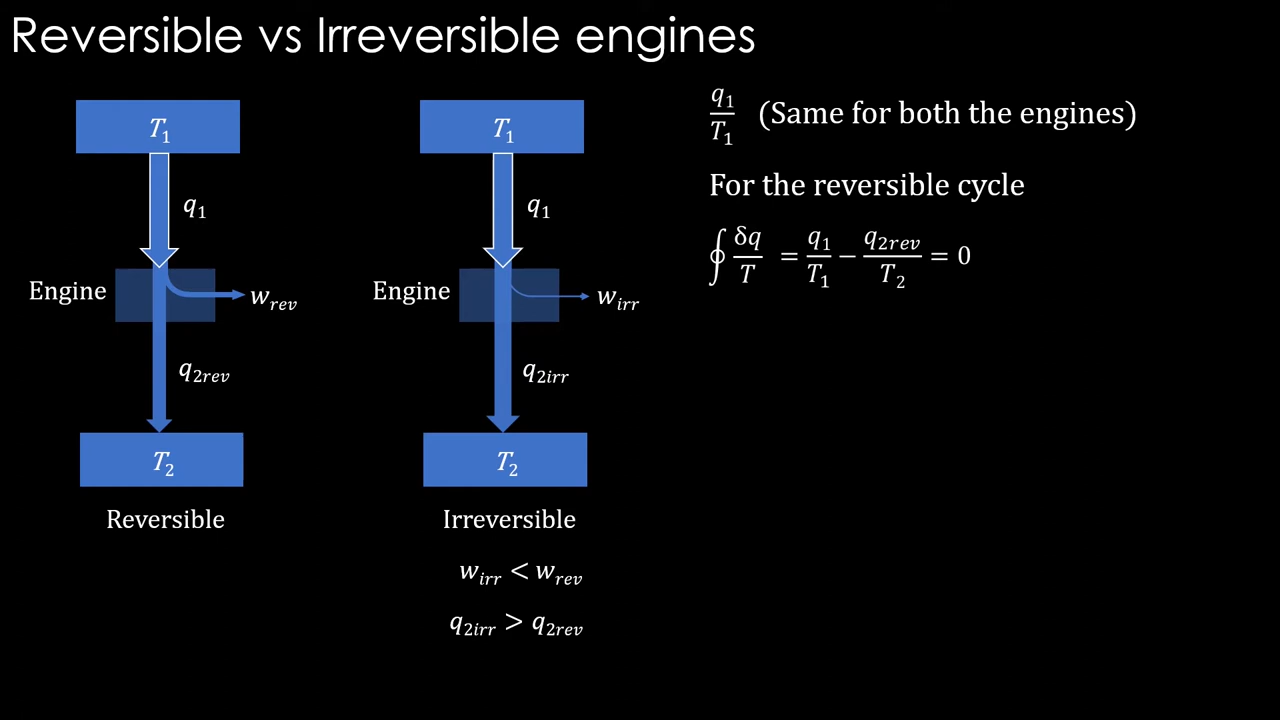 Reversible vs Irreversible engines
T₁
q₁
Engine
w_rev
q_2rev
T₂
Reversible
T₁
q₁
Engine
w_irr
q_2irr
T₂
Irreversible
w_irr < w_rev
q_2irr > q_2rev
q₁/T₁ (Same for both the engines)
For the reversible cycle
∮ δq/T = q₁/T₁ − q_2rev/T₂ = 0